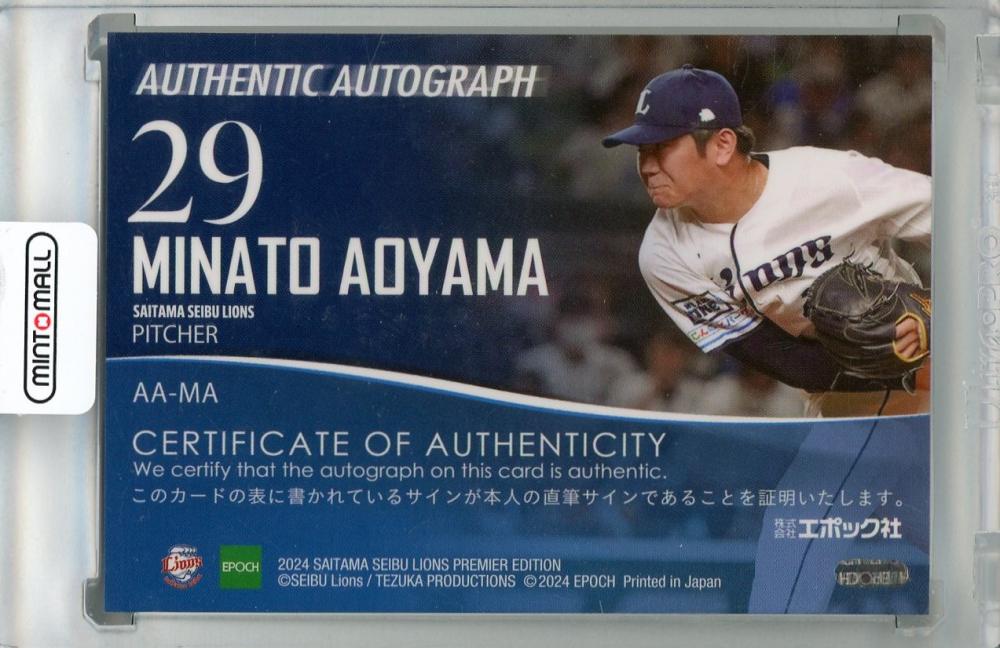 AUTHENTIC AUTOGRAPH
29
MINATO AOYAMA
SAITAMA SEIBU LIONS
PITCHER
AA-MA
CERTIFICATE OF AUTHENTICITY
We certify that the autograph on this card is authentic.
このカードの表に書かれているサインが本人の直筆サインであることを証明いたします。
株式会社 エポック社
Lions
EPOCH
2024 SAITAMA SEIBU LIONS PREMIER EDITION
©SEIBU Lions / TEZUKA PRODUCTIONS ©2024 EPOCH Printed in Japan
MINTOMALL
L
Lions